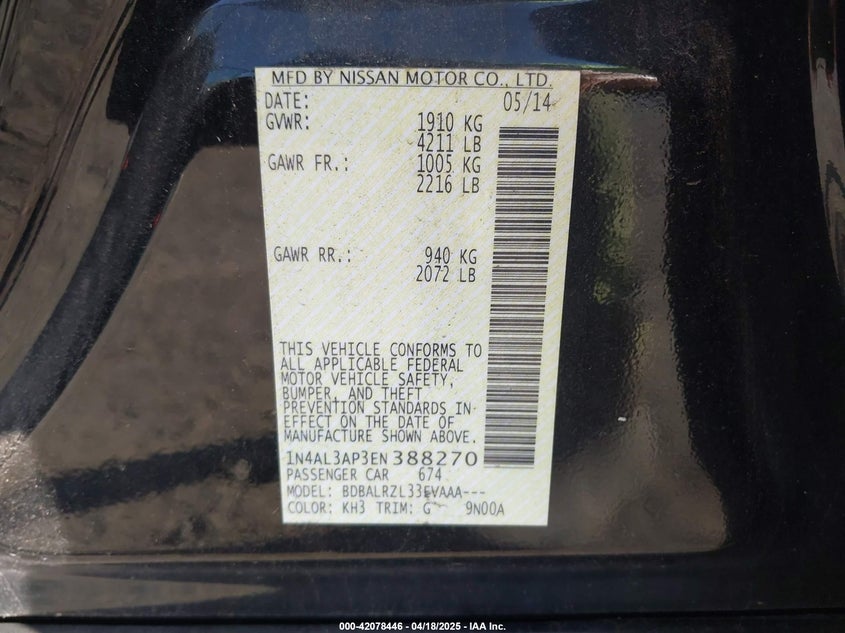 MFD BY NISSAN MOTOR CO., LTD.
DATE: 05/14
GVWR: 1910 KG
4211 LB
GAWR FR.: 1005 KG
2216 LB
GAWR RR.: 940 KG
2072 LB
THIS VEHICLE CONFORMS TO
ALL APPLICABLE FEDERAL
MOTOR VEHICLE SAFETY,
BUMPER, AND THEFT
PREVENTION STANDARDS IN
EFFECT ON THE DATE OF
MANUFACTURE SHOWN ABOVE.
1N4AL3AP3EN388270
PASSENGER CAR 674
MODEL: BDBALRZL33EVAAA---
COLOR: KH3 TRIM: G 9N00A
000-42078446 - 04/18/2025 - IAA Inc.